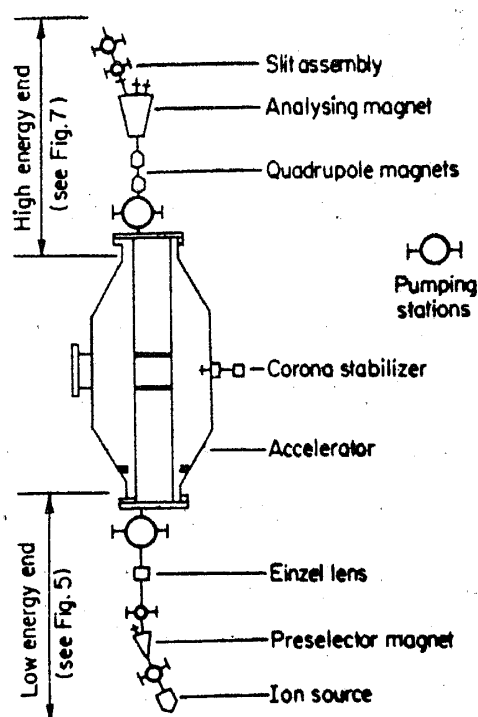 Slit assembly
Analysing magnet
High energy end
(see Fig.7)
Quadrupole magnets
Pumping
stations
Corona stabilizer
Accelerator
Low energy end
(see Fig.5)
Einzel lens
Preselector magnet
Ion source